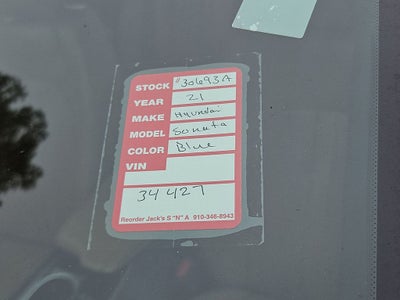 STOCK #30693A
YEAR 21
MAKE Hyundai
MODEL Sonata
COLOR Blue
VIN
34427
Reorder Jack's S "N" A 910-346-8943